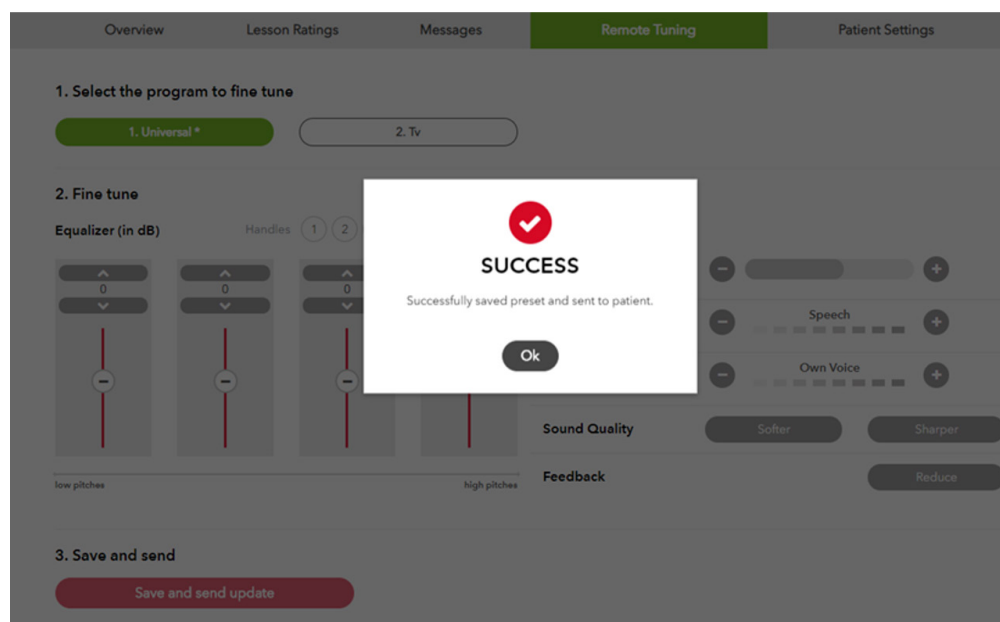 Overview Lesson Ratings Messages Remote Tuning Patient Settings
1. Select the program to fine tune
1. Universal * 2. Tv
2. Fine tune
Equalizer (in dB) Handles 1 2
0 0 0
SUCCESS
Successfully saved preset and sent to patient.
Ok
Speech
Own Voice
Sound Quality Softer Sharper
Feedback Reduce
low pitches high pitches
3. Save and send
Save and send update